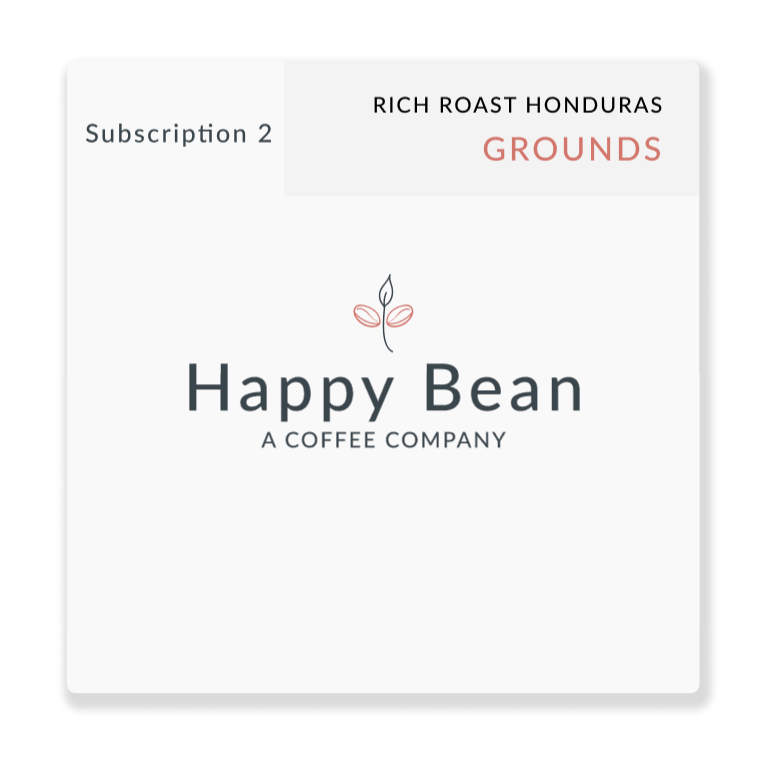 Subscription 2
RICH ROAST HONDURAS
GROUNDS
Happy Bean
A COFFEE COMPANY